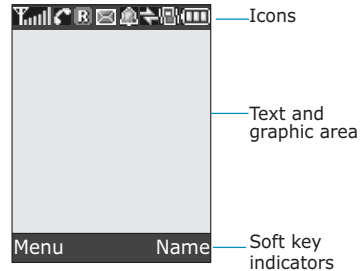 R
Icons
Text and
graphic area
Menu Name
Soft key
indicators